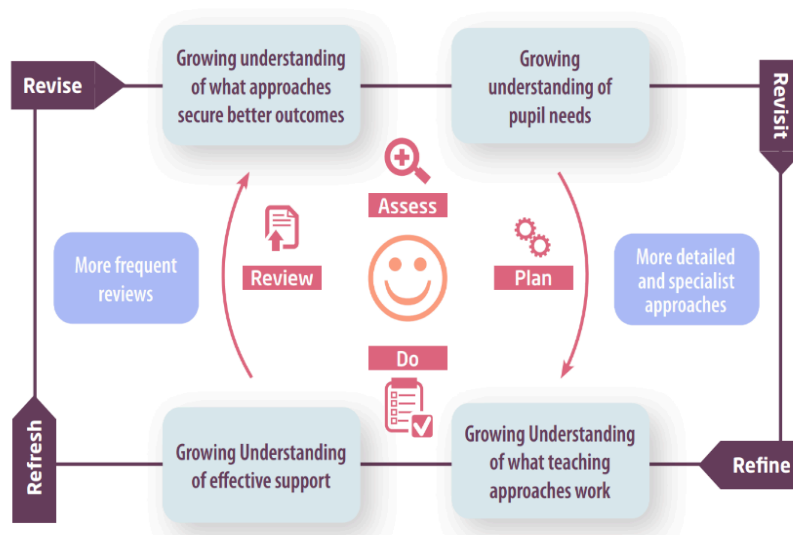 Revise
Growing understanding
of what approaches
secure better outcomes
Growing
understanding of
pupil needs
Revisit
Assess
More frequent
reviews
Review
Plan
More detailed
and specialist
approaches
Do
Refresh
Growing Understanding
of effective support
Growing Understanding
of what teaching
approaches work
Refine